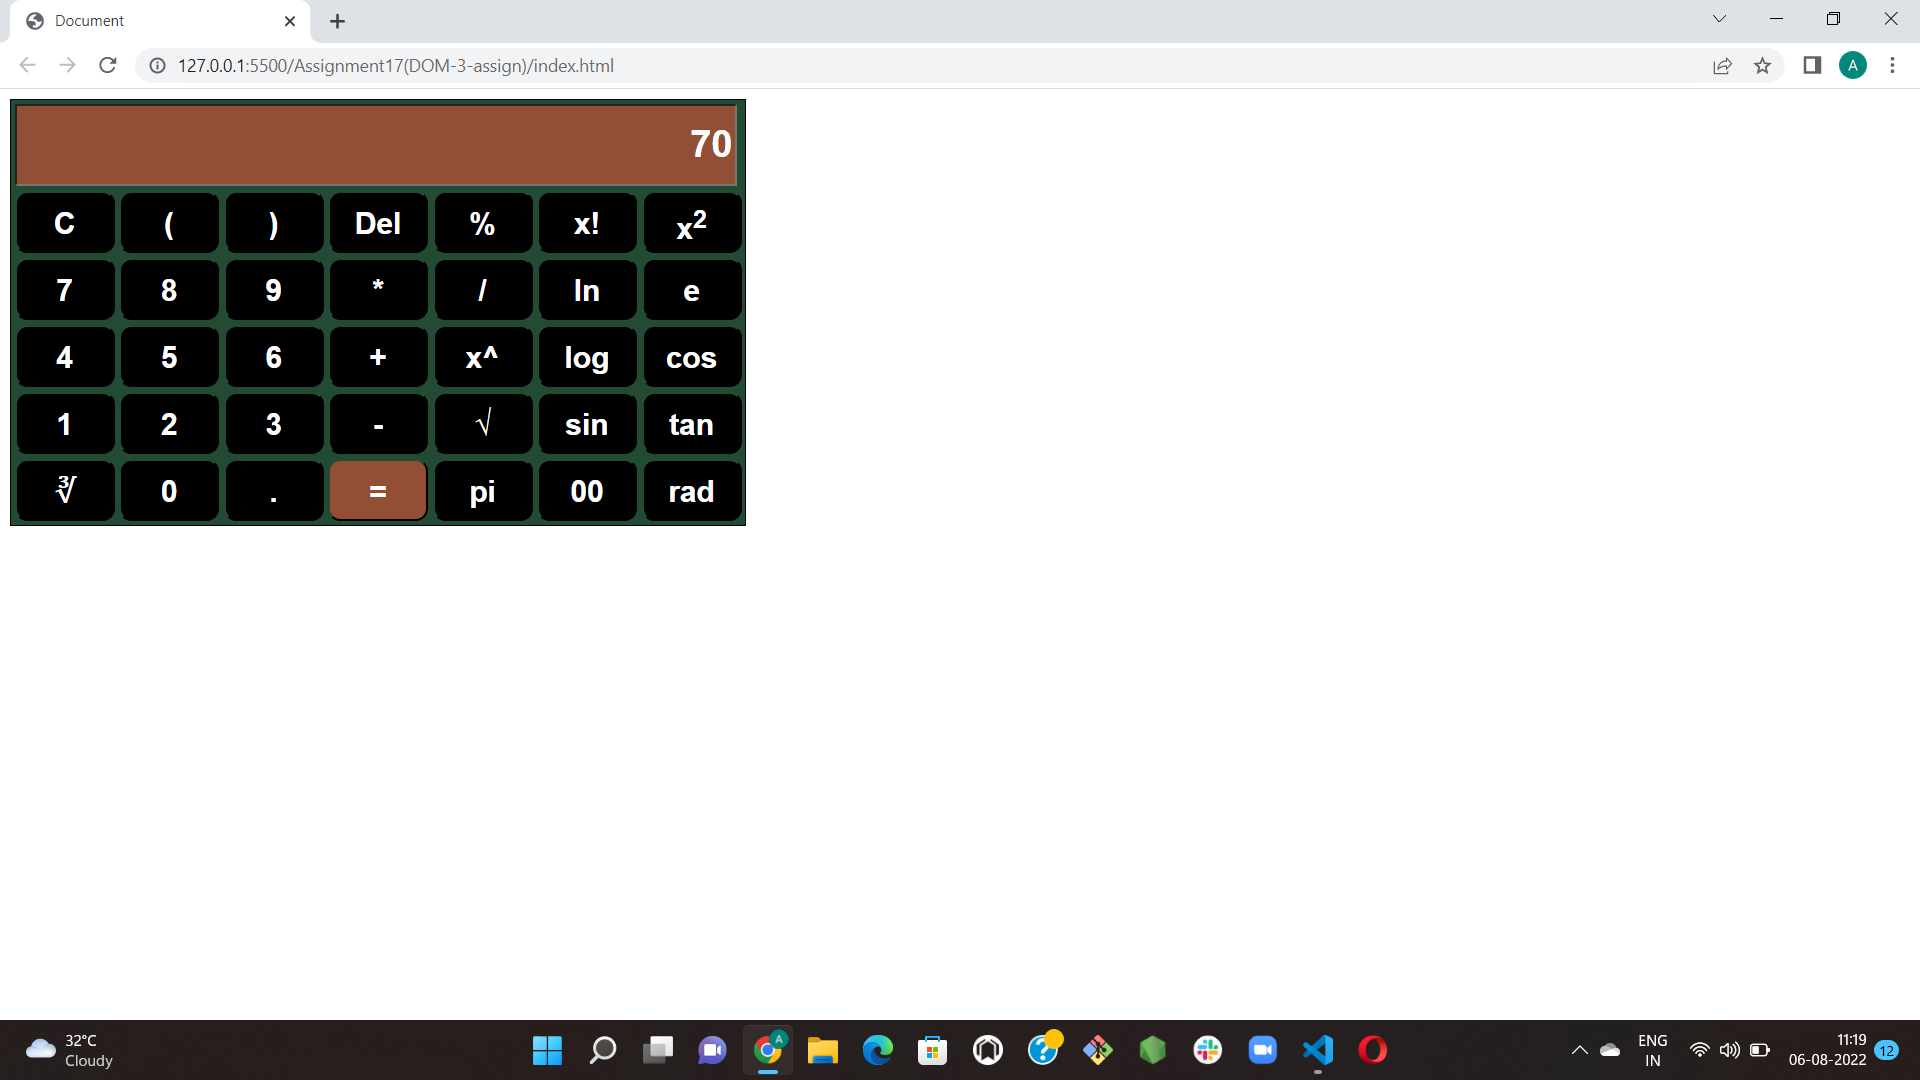 Document
127.0.0.1:5500/Assignment17(DOM-3-assign)/index.html
A
70
C ( ) Del % x! x²
7 8 9 * / ln e
4 5 6 + x^ log cos
1 2 3 - √ sin tan
∛ 0 . = pi 00 rad
32°C
Cloudy
A
ENG
IN
11:19
06-08-2022
12